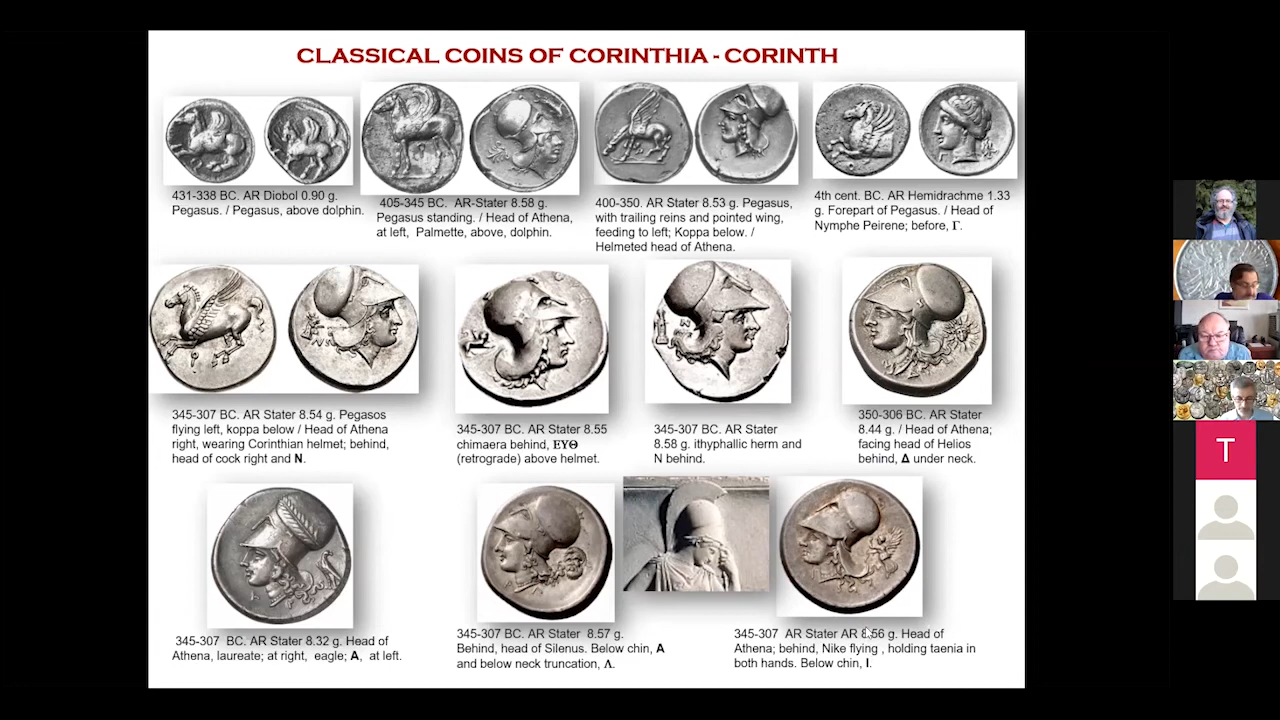 CLASSICAL COINS OF CORINTHIA - CORINTH
431-338 BC. AR Diobol 0.90 g.
Pegasus. / Pegasus, above dolphin.
405-345 BC. AR-Stater 8.58 g.
Pegasus standing. / Head of Athena,
at left, Palmette, above, dolphin.
400-350. AR Stater 8.53 g. Pegasus,
with trailing reins and pointed wing,
feeding to left; Koppa below. /
Helmeted head of Athena.
4th cent. BC. AR Hemidrachme 1.33
g. Forepart of Pegasus. / Head of
Nymphe Peirene; before, Γ.
345-307 BC. AR Stater 8.54 g. Pegasos
flying left, koppa below / Head of Athena
right, wearing Corinthian helmet; behind,
head of cock right and N.
345-307 BC. AR Stater 8.55
chimaera behind, ΕΥΘ
(retrograde) above helmet.
345-307 BC. AR Stater
8.58 g. ithyphallic herm and
N behind.
350-306 BC. AR Stater
8.44 g. / Head of Athena;
facing head of Helios
behind, Δ under neck.
345-307 BC. AR Stater 8.32 g. Head of
Athena, laureate; at right, eagle; A, at left.
345-307 BC. AR Stater 8.57 g.
Behind, head of Silenus. Below chin, A
and below neck truncation, Λ.
345-307 AR Stater AR 8.56 g. Head of
Athena; behind, Nike flying , holding taenia in
both hands. Below chin, I.
T